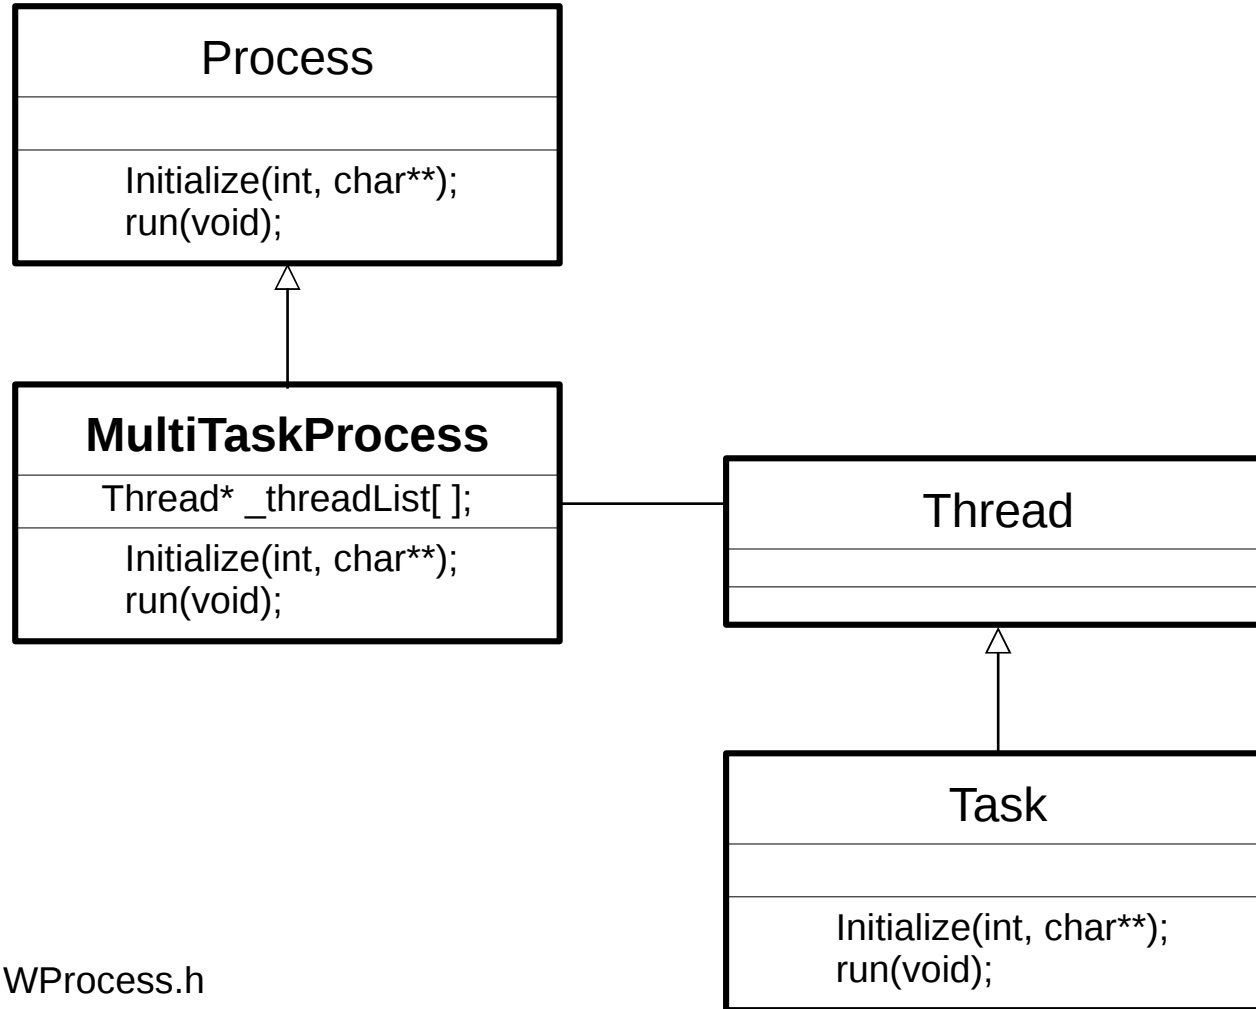 Process
Initialize(int, char**);
run(void);
MultiTaskProcess
Thread* _threadList[ ];
Initialize(int, char**);
run(void);
Thread
Task
Initialize(int, char**);
run(void);
WProcess.h